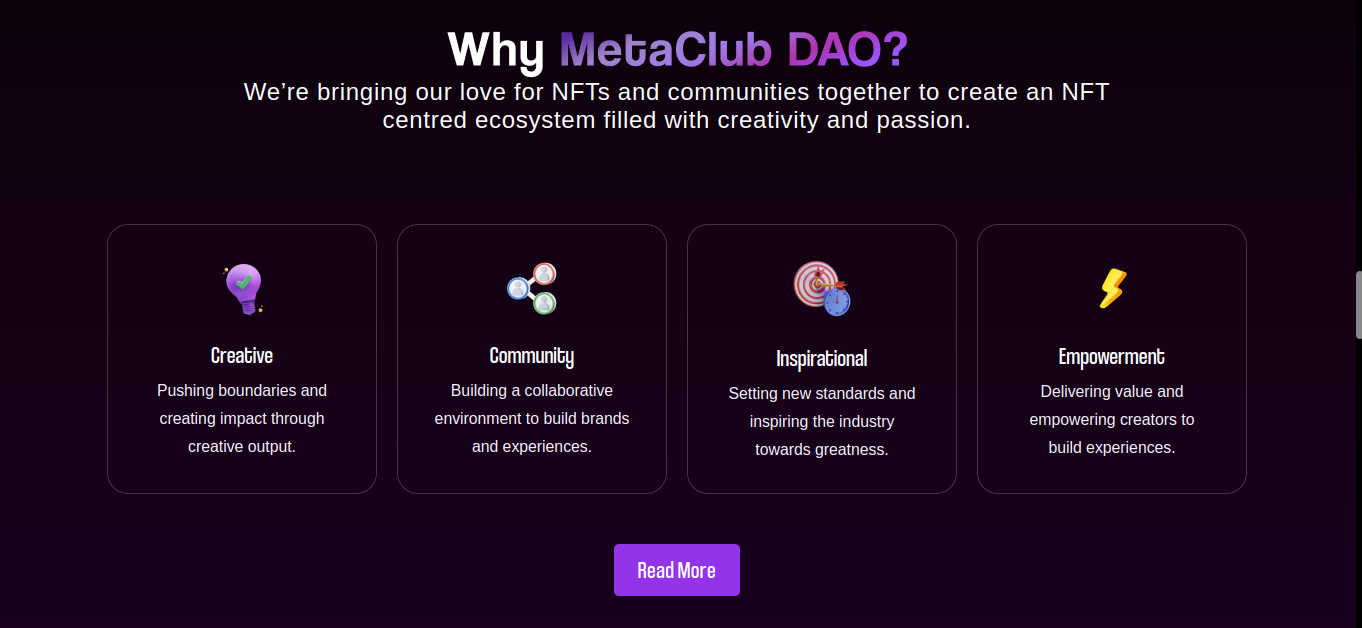 Why MetaClub DAO?
We’re bringing our love for NFTs and communities together to create an NFT
centred ecosystem filled with creativity and passion.
Creative
Pushing boundaries and
creating impact through
creative output.
Community
Building a collaborative
environment to build brands
and experiences.
Inspirational
Setting new standards and
inspiring the industry
towards greatness.
Empowerment
Delivering value and
empowering creators to
build experiences.
Read More